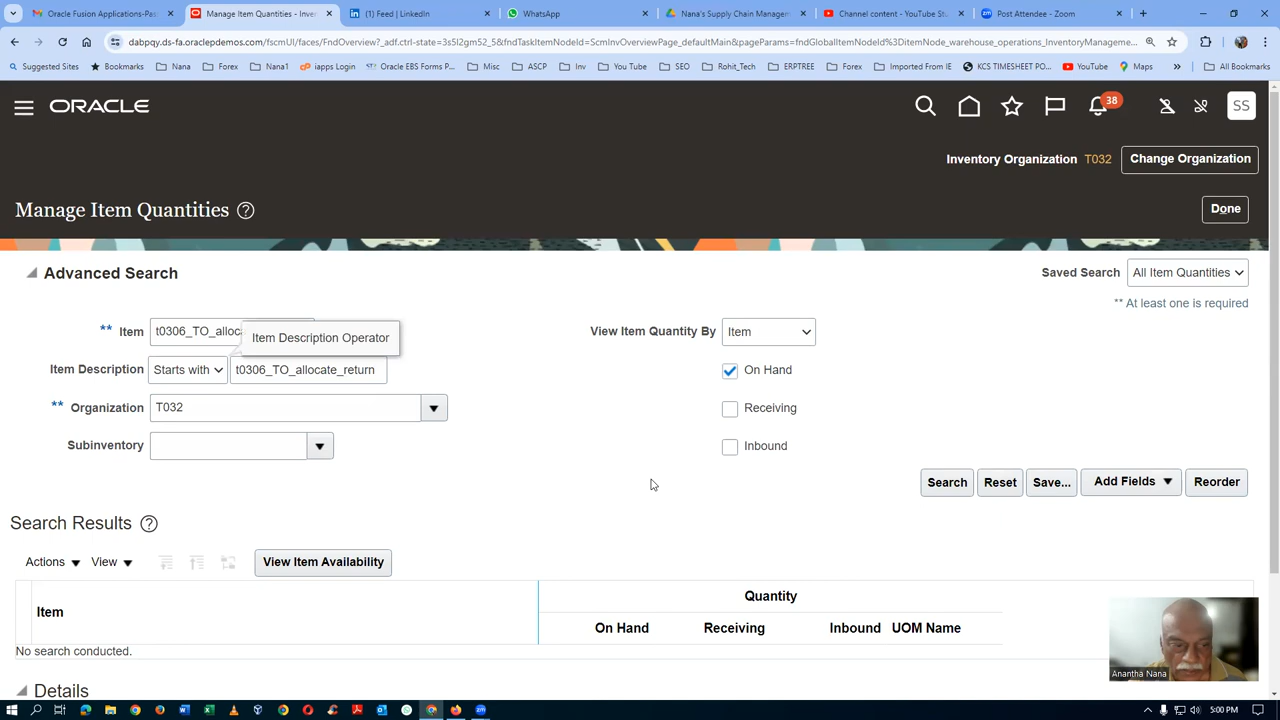 Oracle Fusion Applications-Pas
Manage Item Quantities - Inven
(1) Feed | LinkedIn
WhatsApp
Nana's Supply Chain Managem
Channel content - YouTube Stu
Post Attendee - Zoom
dabpqy.ds-fa.oraclepdemos.com/fscmUI/faces/FndOverview?_adf.ctrl-state=3s5l2gm52_5&fndTaskItemNodeId=ScmInvOverviewPage_defaultMain&pageParams=fndGlobalItemNodeId%3DitemNode_warehouse_operations_InventoryManageme...
Suggested Sites
Bookmarks
Nana
Forex
Nana1
iapps Login
Oracle EBS Forms P...
Misc
ASCP
Inv
You Tube
SEO
Rohit_Tech
ERPTREE
Forex
Imported From IE
KCS TIMESHEET PO...
YouTube
Maps
»
All Bookmarks
ORACLE
38
SS
Inventory Organization T032 Change Organization
Manage Item Quantities ?
Done
Advanced Search
Saved Search All Item Quantities
** At least one is required
** Item t0306_TO_alloca
Item Description Operator
View Item Quantity By Item
Item Description Starts with t0306_TO_allocate_return
On Hand
** Organization T032
Receiving
Subinventory
Inbound
Search Reset Save... Add Fields Reorder
Search Results ?
Actions View View Item Availability
Item
Quantity
On Hand Receiving Inbound UOM Name
No search conducted.
Details
Anantha Nana
5:00 PM